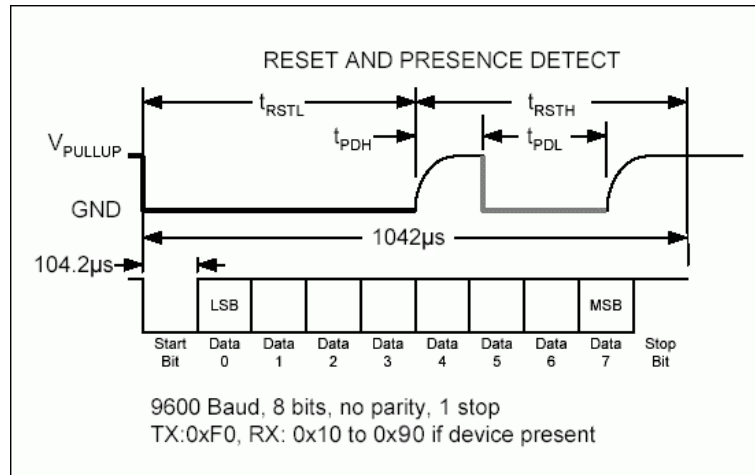 RESET AND PRESENCE DETECT
tRSTL
tRSTH
tPDH
tPDL
VPULLUP
GND
1042µs
104.2µs
LSB
MSB
Start Bit
Data 0
Data 1
Data 2
Data 3
Data 4
Data 5
Data 6
Data 7
Stop Bit
9600 Baud, 8 bits, no parity, 1 stop
TX:0xF0, RX: 0x10 to 0x90 if device present